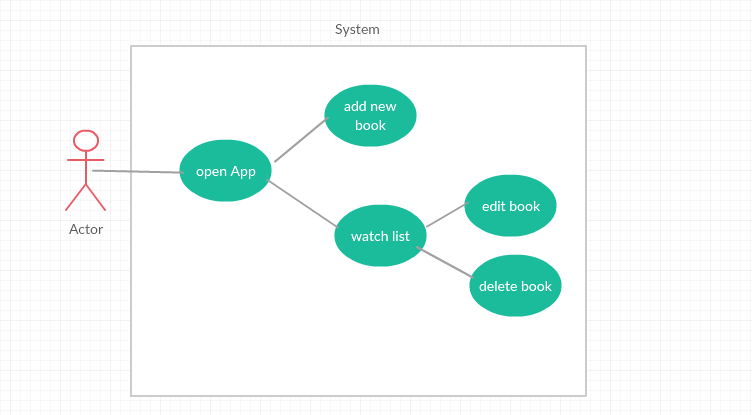 System
add new
book
open App
edit book
Actor
watch list
delete book